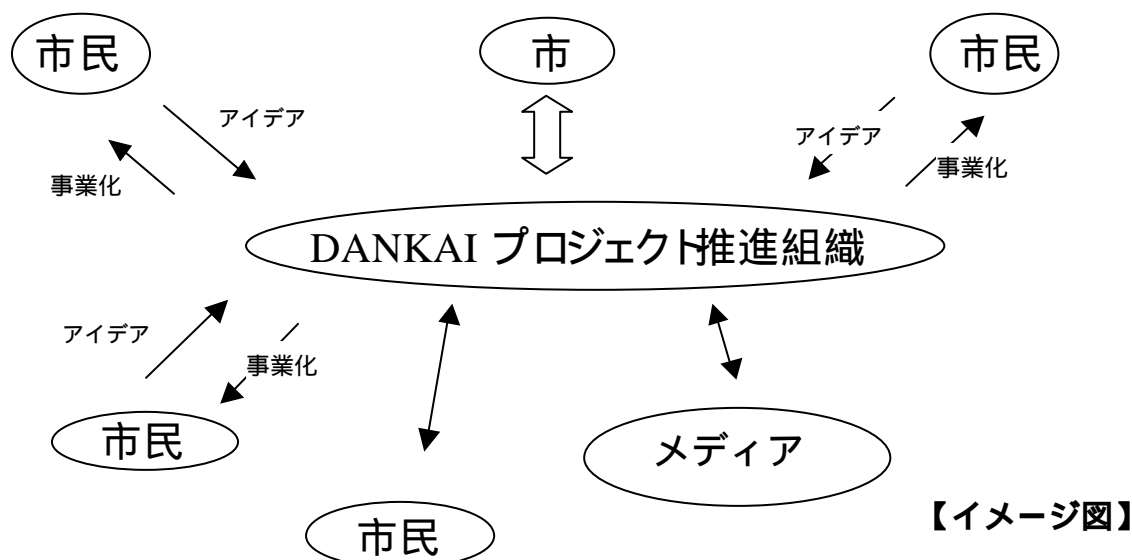 市民
市
市民
アイデア
事業化
アイデア
事業化
DANKAI プロジェクト推進組織
アイデア
事業化
市民
メディア
市民
【イメージ図】